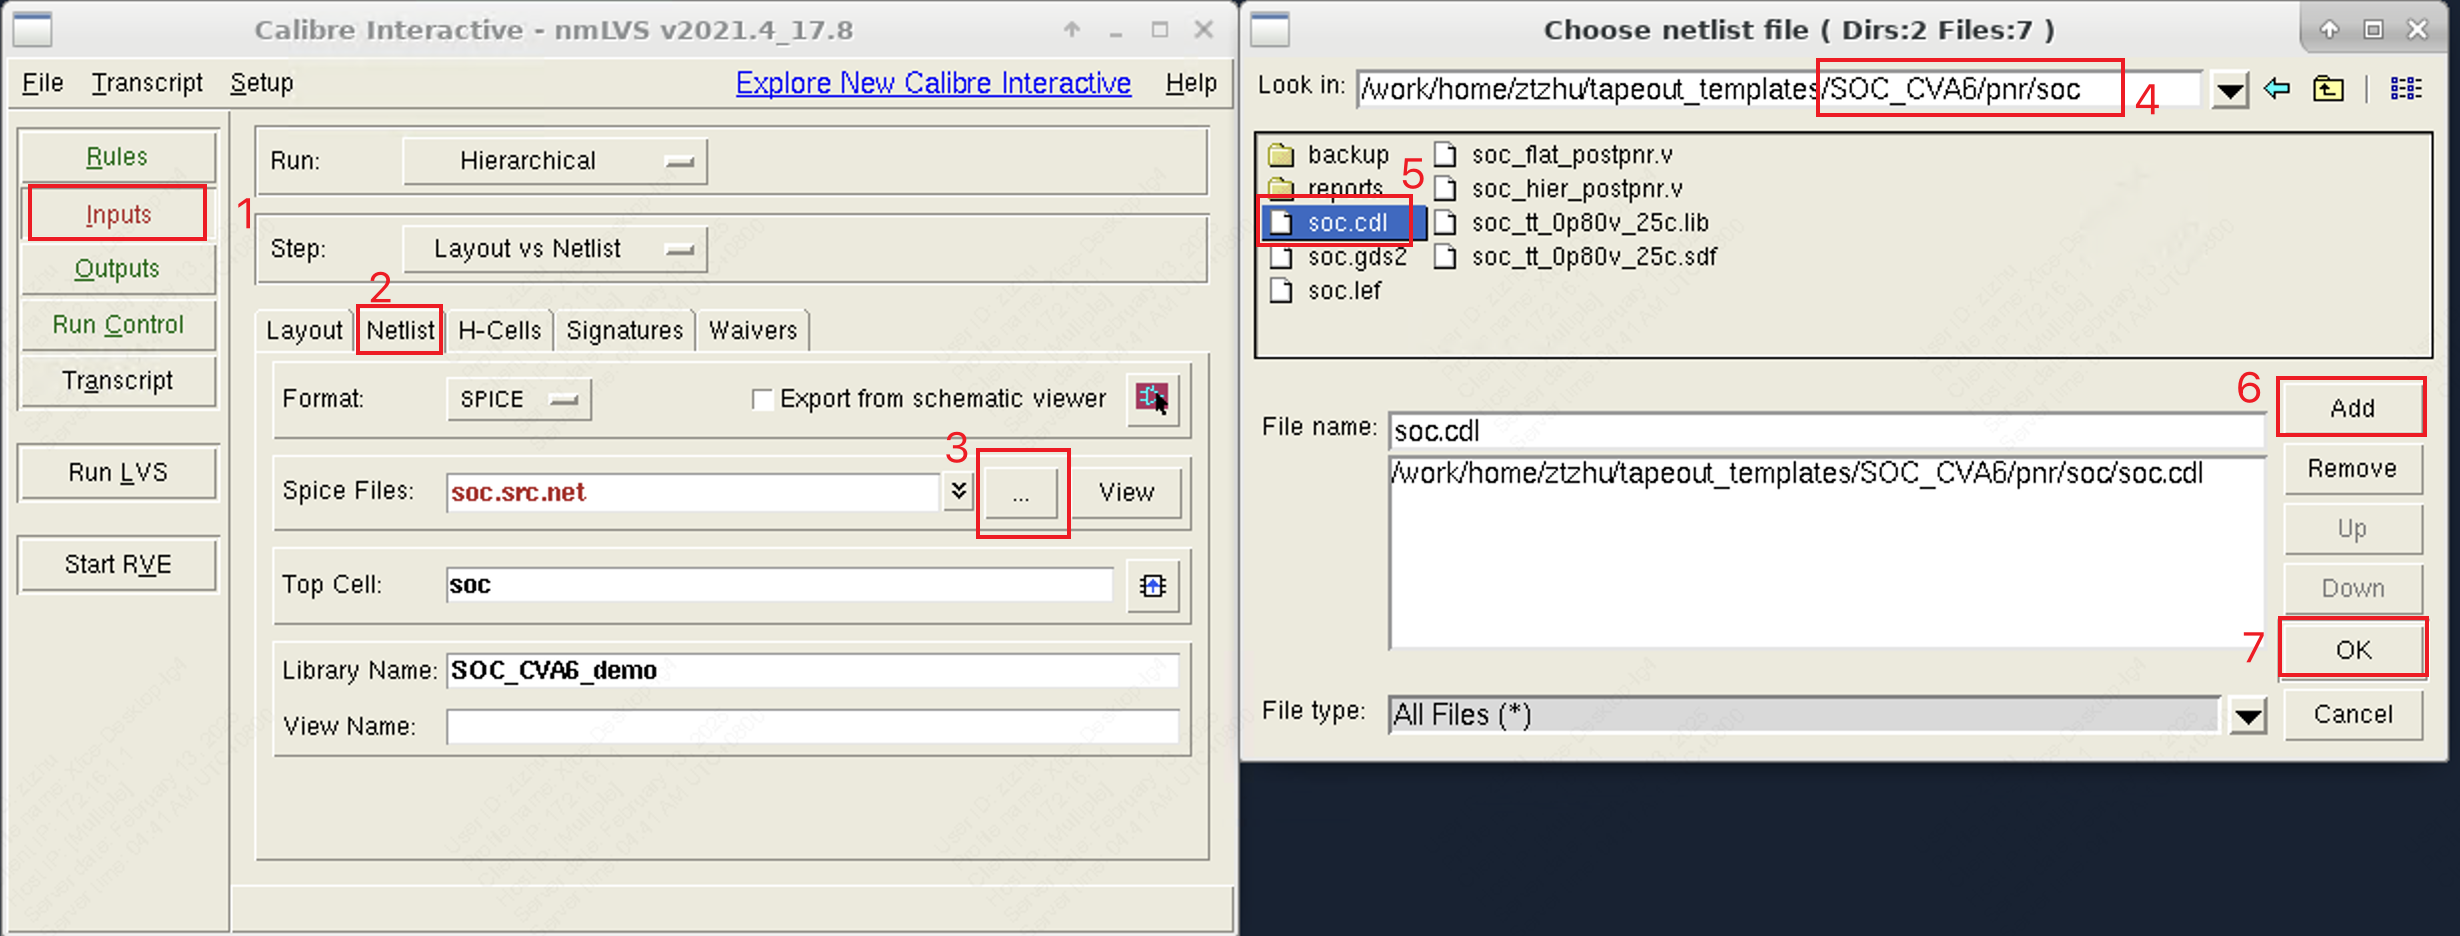 Calibre Interactive - nmLVS v2021.4_17.8
File Transcript Setup Explore New Calibre Interactive Help
Rules
Inputs 1
Outputs
Run Control
Transcript
Run LVS
Start RVE
Run: Hierarchical
Step: Layout vs Netlist
2
Layout Netlist H-Cells Signatures Waivers
Format: SPICE Export from schematic viewer
3
Spice Files: soc.src.net ... View
Top Cell: soc
Library Name: SOC_CVA6_demo
View Name:
Choose netlist file ( Dirs:2 Files:7 )
Look in: /work/home/ztzhu/tapeout_templates/SOC_CVA6/pnr/soc 4
backup soc_flat_postpnr.v
5
reports soc_hier_postpnr.v
soc.cdl soc_tt_0p80v_25c.lib
soc.gds2 soc_tt_0p80v_25c.sdf
soc.lef
6 Add
File name: soc.cdl
/work/home/ztzhu/tapeout_templates/SOC_CVA6/pnr/soc/soc.cdl
Remove
Up
Down
7 OK
File type: All Files (*)
Cancel